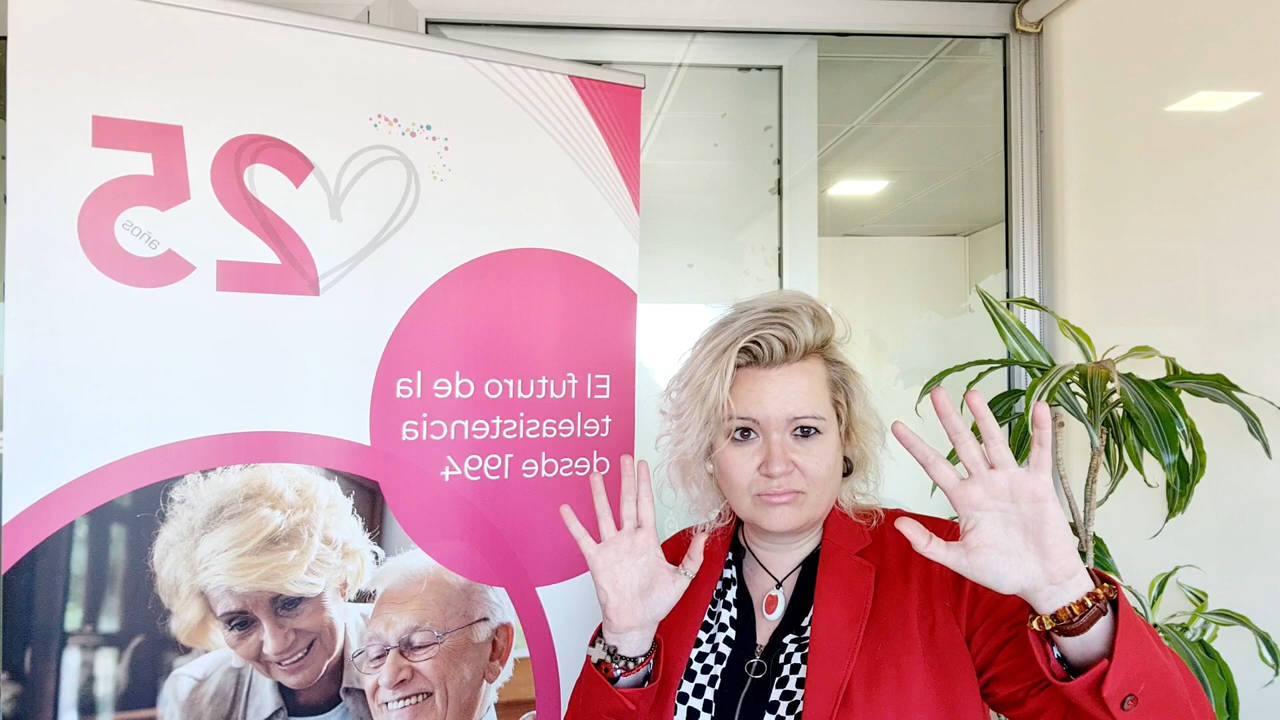 25
años
El futuro de la
teleasistencia
desde 1994